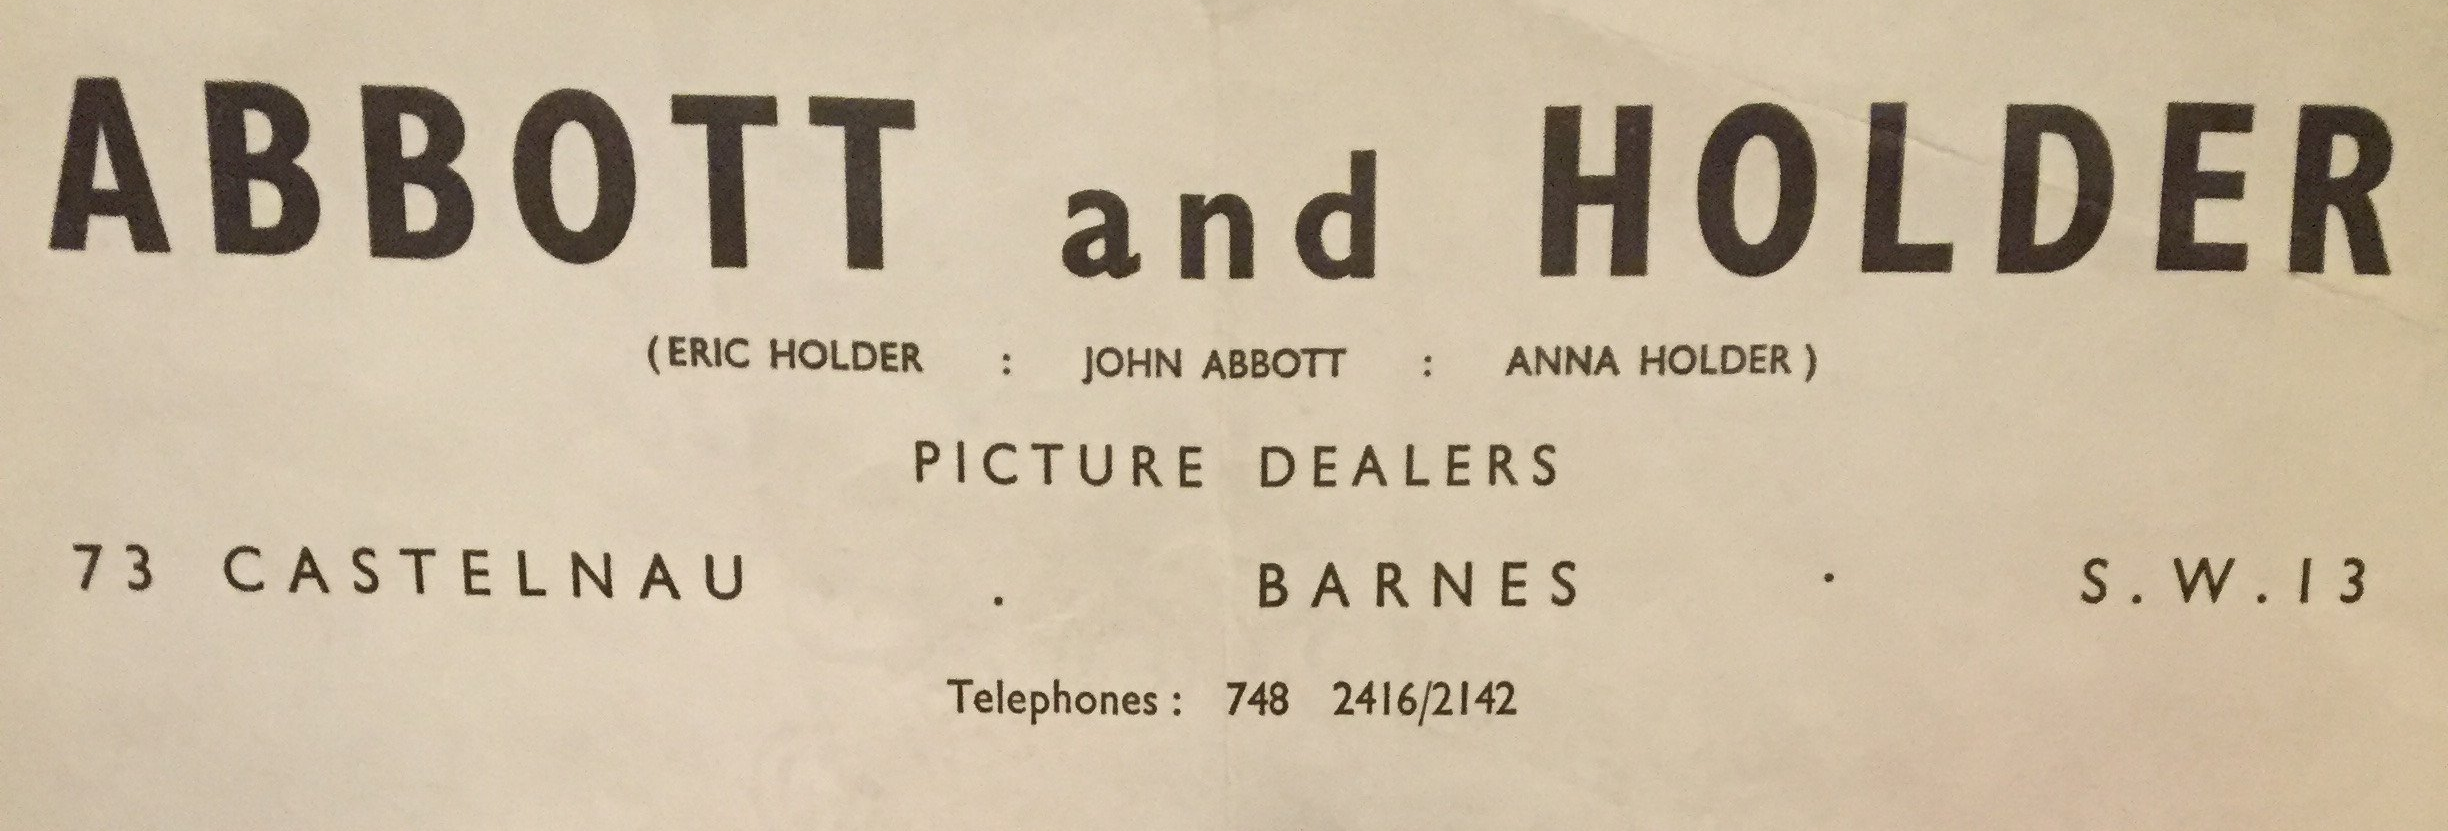 ABBOTT and HOLDER
(ERIC HOLDER : JOHN ABBOTT : ANNA HOLDER)
PICTURE DEALERS
73 CASTELNAU . BARNES · S.W.13
Telephones: 748 2416/2142